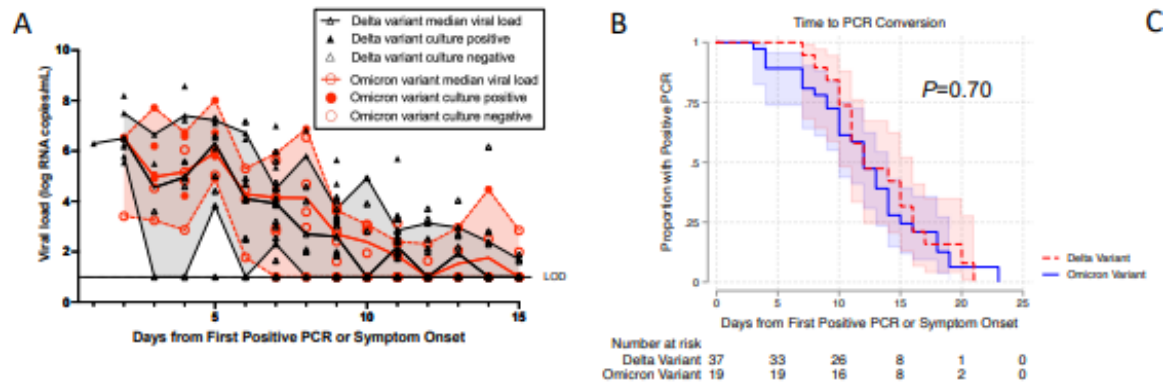 A
Delta variant median viral load
Delta variant culture positive
Delta variant culture negative
Omicron variant median viral load
Omicron variant culture positive
Omicron variant culture negative
Viral load (log RNA copies/mL)
10
8
6
4
2
0
LOD
5
10
15
Days from First Positive PCR or Symptom Onset
B
Time to PCR Conversion
P=0.70
Proportion with Positive PCR
1
.75
.5
.25
0
0
5
10
15
20
25
Delta Variant
Omicron Variant
Days from First Positive PCR or Symptom Onset
Number at risk
Delta Variant 37 33 26 8 1 0
Omicron Variant 19 19 16 8 2 0
C